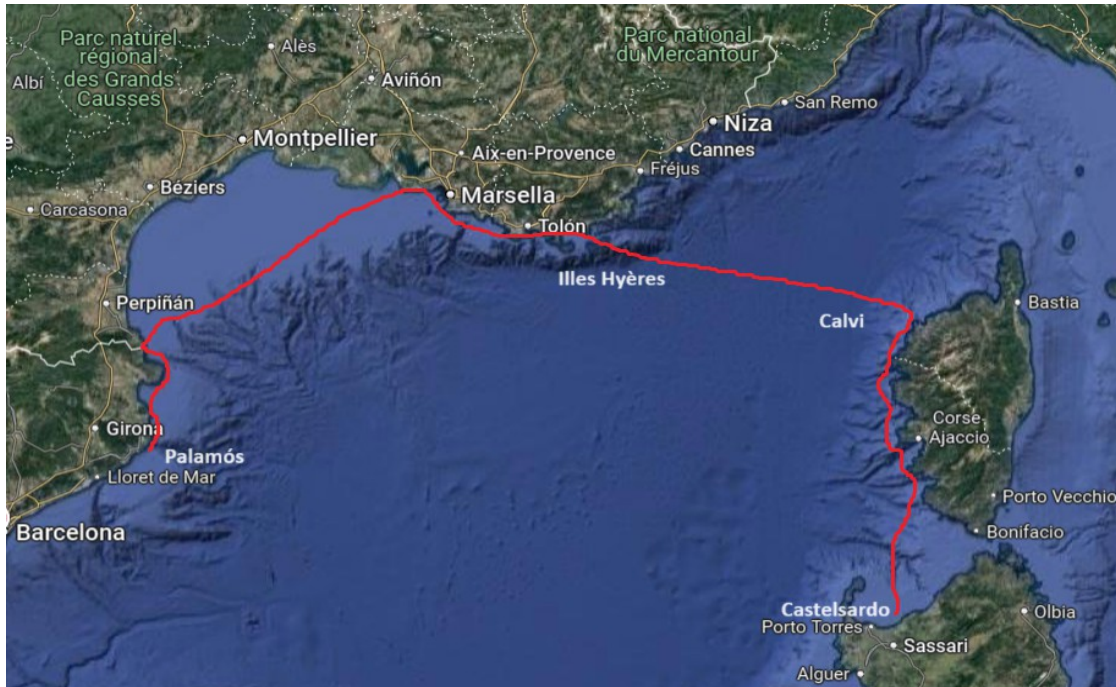 Parc naturel
régional
des Grands
Causses
Alès
Parc national
du Mercantour
Albí
Aviñón
San Remo
e
Montpellier
Niza
Aix-en-Provence
Cannes
Fréjus
Béziers
Marsella
Carcasona
Tolón
Illes Hyères
Perpiñán
Bastia
Calvi
Girona
Corse
Ajaccio
Palamós
Lloret de Mar
Porto Vecchio
Barcelona
Bonifacio
Castelsardo
Porto Torres
Olbia
Sassari
Alguer